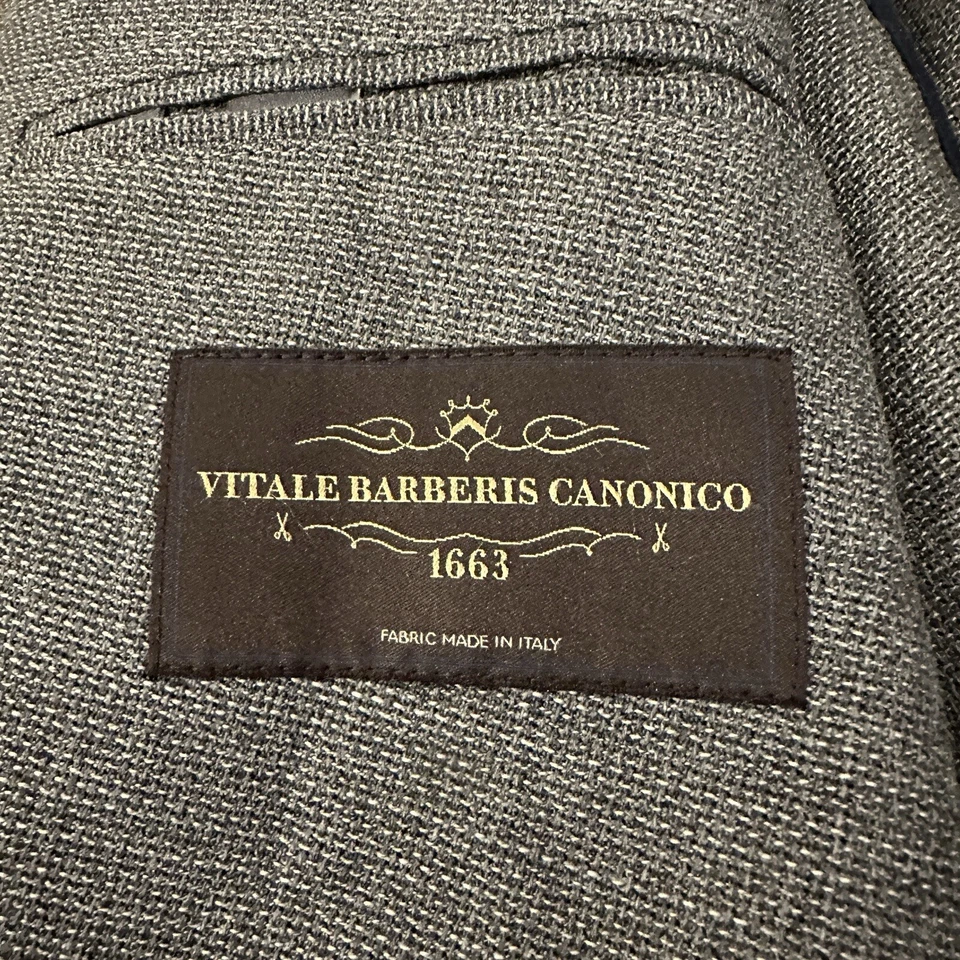 VITALE BARBERIS CANONICO
1663
FABRIC MADE IN ITALY